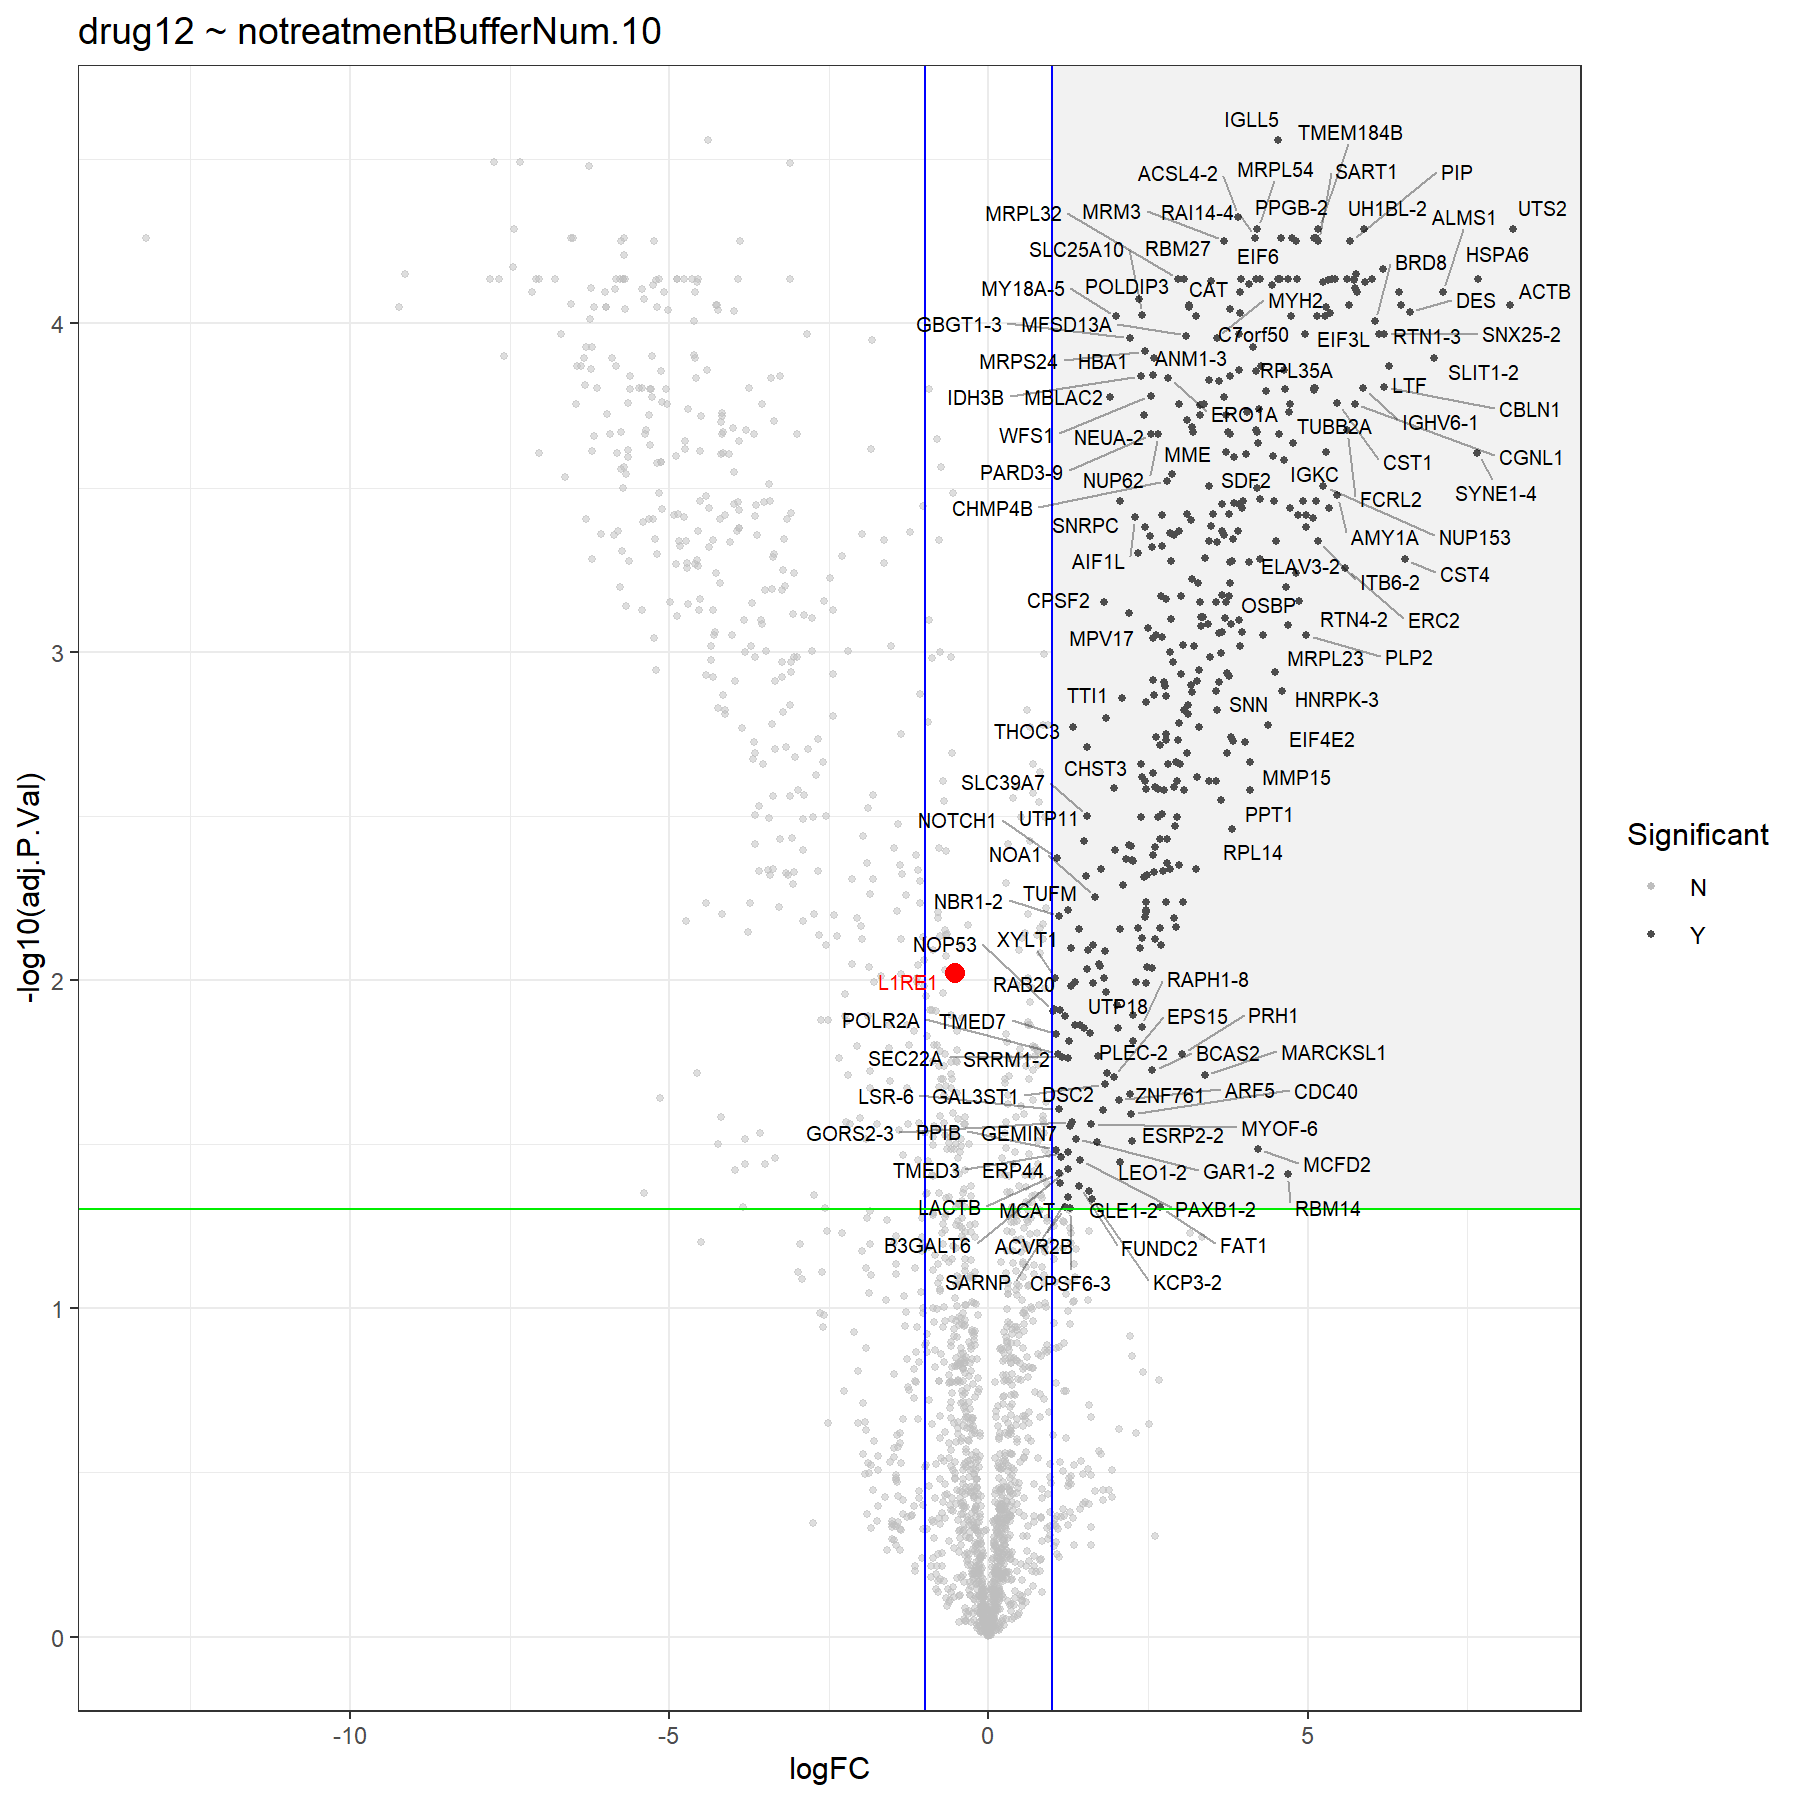 drug12 ~ notreatmentBufferNum.10
IGLL5
TMEM184B
ACSL4-2
MRPL54
SART1
PIP
MRPL32
MRM3
RAI14-4
PPGB-2
UH1BL-2
ALMS1
UTS2
SLC25A10
RBM27
EIF6
BRD8
HSPA6
MY18A-5
POLDIP3
CAT
MYH2
DES
ACTB
GBGT1-3
MFSD13A
C7orf50
EIF3L
RTN1-3
SNX25-2
MRPS24
HBA1
ANM1-3
RPL35A
SLIT1-2
IDH3B
MBLAC2
ERO1A
LTF
CBLN1
WFS1
NEUA-2
TUBB2A
IGHV6-1
PARD3-9
MME
CST1
CGNL1
NUP62
SDF2
IGKC
FCRL2
SYNE1-4
CHMP4B
SNRPC
AMY1A
NUP153
AIF1L
ELAV3-2
ITB6-2
CST4
CPSF2
OSBP
RTN4-2
ERC2
MPV17
MRPL23
PLP2
TTI1
SNN
HNRPK-3
THOC3
EIF4E2
CHST3
MMP15
SLC39A7
NOTCH1
UTP11
PPT1
NOA1
RPL14
NBR1-2
TUFM
NOP53
XYLT1
L1RE1
RAB20
RAPH1-8
POLR2A
TMED7
UTP18
EPS15
PRH1
SEC22A
SRRM1-2
PLEC-2
BCAS2
MARCKSL1
LSR-6
GAL3ST1
DSC2
ZNF761
ARF5
CDC40
GORS2-3
PPIB
GEMIN7
ESRP2-2
MYOF-6
TMED3
ERP44
LEO1-2
GAR1-2
MCFD2
LACTB
MCAT
GLE1-2
PAXB1-2
RBM14
B3GALT6
ACVR2B
FUNDC2
FAT1
SARNP
CPSF6-3
KCP3-2
4
3
2
1
0
-10
-5
0
5
logFC
-log10(adj.P.Val)
Significant
N
Y